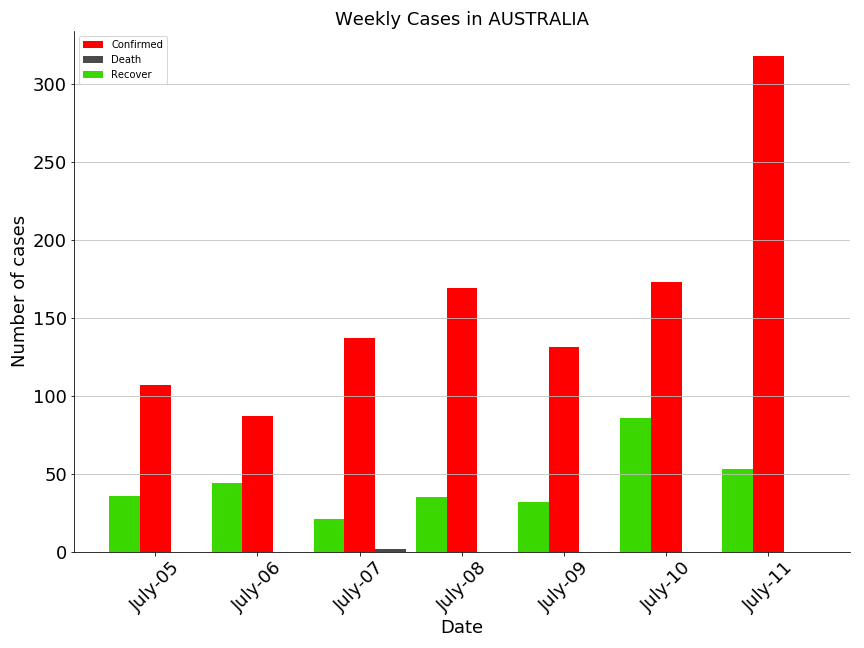 Weekly Cases in AUSTRALIA
Confirmed
Death
Recover
300
250
200
150
100
50
0
Number of cases
July-05
July-06
July-07
July-08
July-09
July-10
July-11
Date